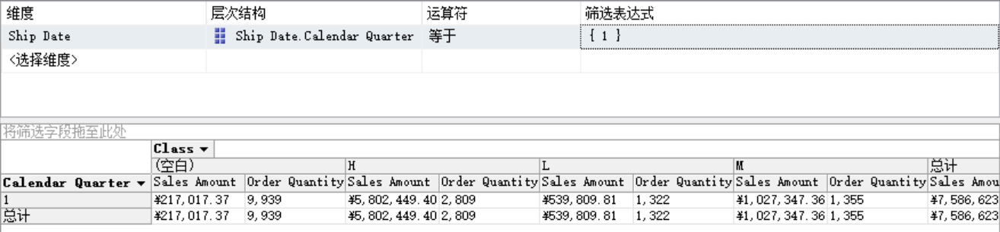 维度 层次结构 运算符 筛选表达式
Ship Date Ship Date.Calendar Quarter 等于 { 1 }
<选择维度>
将筛选字段拖至此处
Class
(空白) H L M 总计
Calendar Quarter Sales Amount Order Quantity Sales Amount Order Quantity Sales Amount Order Quantity Sales Amount Order Quantity Sales Amou
1 ¥217,017.37 9,939 ¥5,802,449.40 2,809 ¥539,809.81 1,322 ¥1,027,347.36 1,355 ¥7,586,623
总计 ¥217,017.37 9,939 ¥5,802,449.40 2,809 ¥539,809.81 1,322 ¥1,027,347.36 1,355 ¥7,586,623